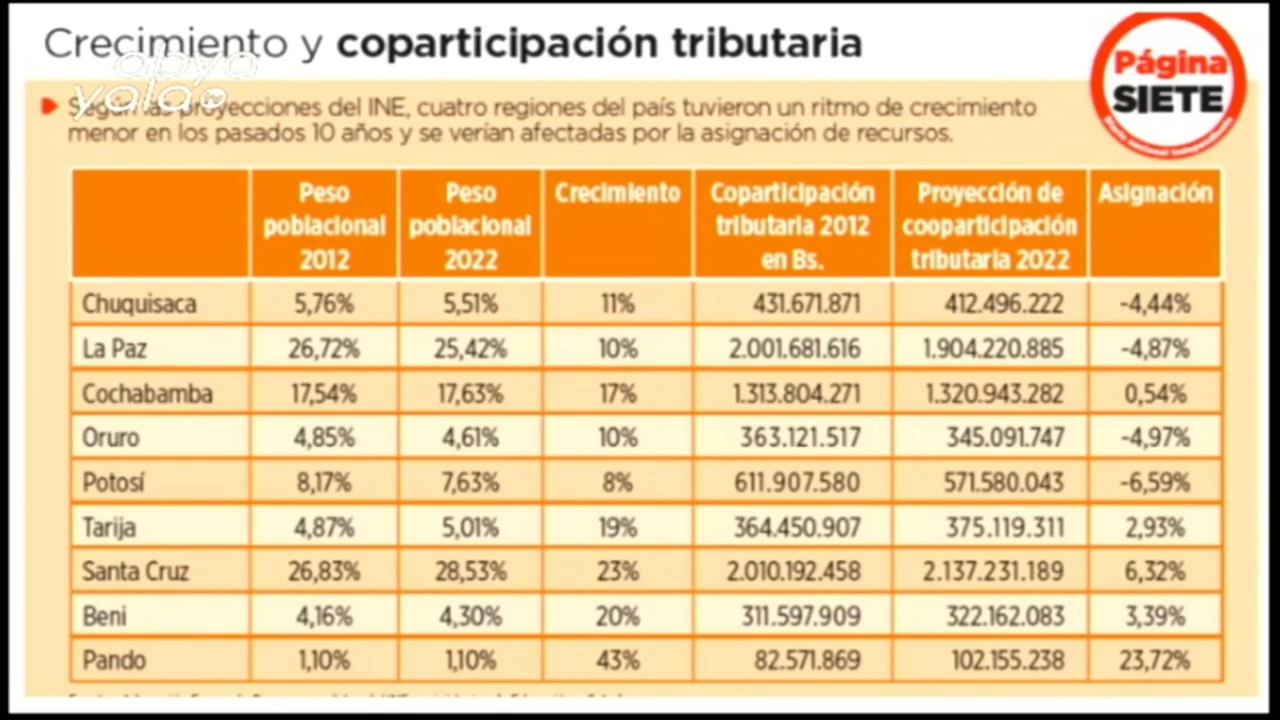 Crecimiento y coparticipación tributaria
abya
yala
Página
SIETE
Según las proyecciones del INE, cuatro regiones del país tuvieron un ritmo de crecimiento
menor en los pasados 10 años y se verían afectadas por la asignación de recursos.
Peso poblacional 2012 Peso poblacional 2022 Crecimiento Coparticipación tributaria 2012 en Bs. Proyección de cooparticipación tributaria 2022 Asignación
Chuquisaca 5,76% 5,51% 11% 431.671.871 412.496.222 -4,44%
La Paz 26,72% 25,42% 10% 2.001.681.616 1.904.220.885 -4,87%
Cochabamba 17,54% 17,63% 17% 1.313.804.271 1.320.943.282 0,54%
Oruro 4,85% 4,61% 10% 363.121.517 345.091.747 -4,97%
Potosí 8,17% 7,63% 8% 611.907.580 571.580.043 -6,59%
Tarija 4,87% 5,01% 19% 364.450.907 375.119.311 2,93%
Santa Cruz 26,83% 28,53% 23% 2.010.192.458 2.137.231.189 6,32%
Beni 4,16% 4,30% 20% 311.597.909 322.162.083 3,39%
Pando 1,10% 1,10% 43% 82.571.869 102.155.238 23,72%